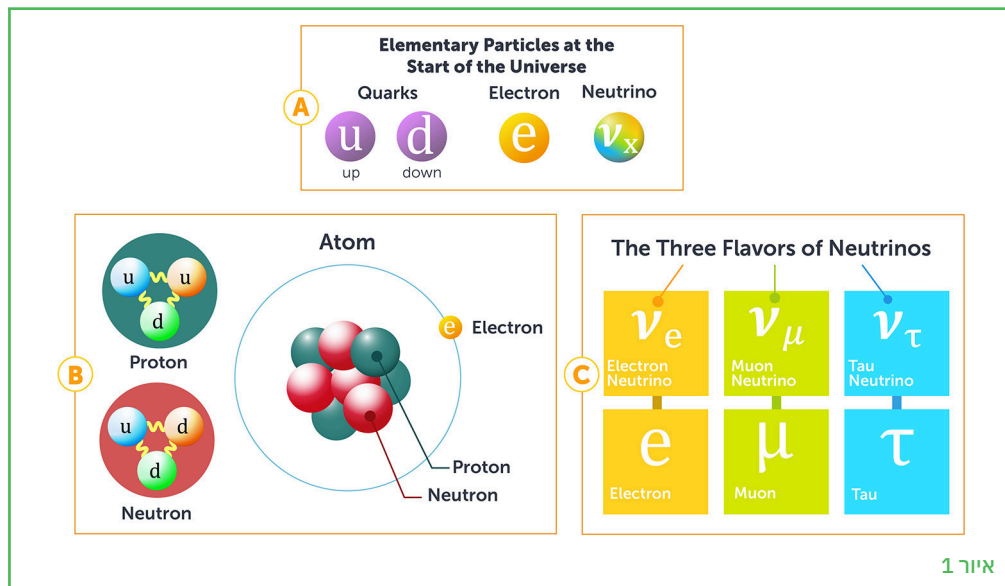 Elementary Particles at the
Start of the Universe
A
Quarks
Electron
Neutrino
u
d
e
νx
up
down
B
u
u
d
Proton
u
d
d
Neutron
Atom
e
Electron
Proton
Neutron
C
The Three Flavors of Neutrinos
νe
Electron
Neutrino
νμ
Muon
Neutrino
ντ
Tau
Neutrino
e
Electron
μ
Muon
τ
Tau
איור 1